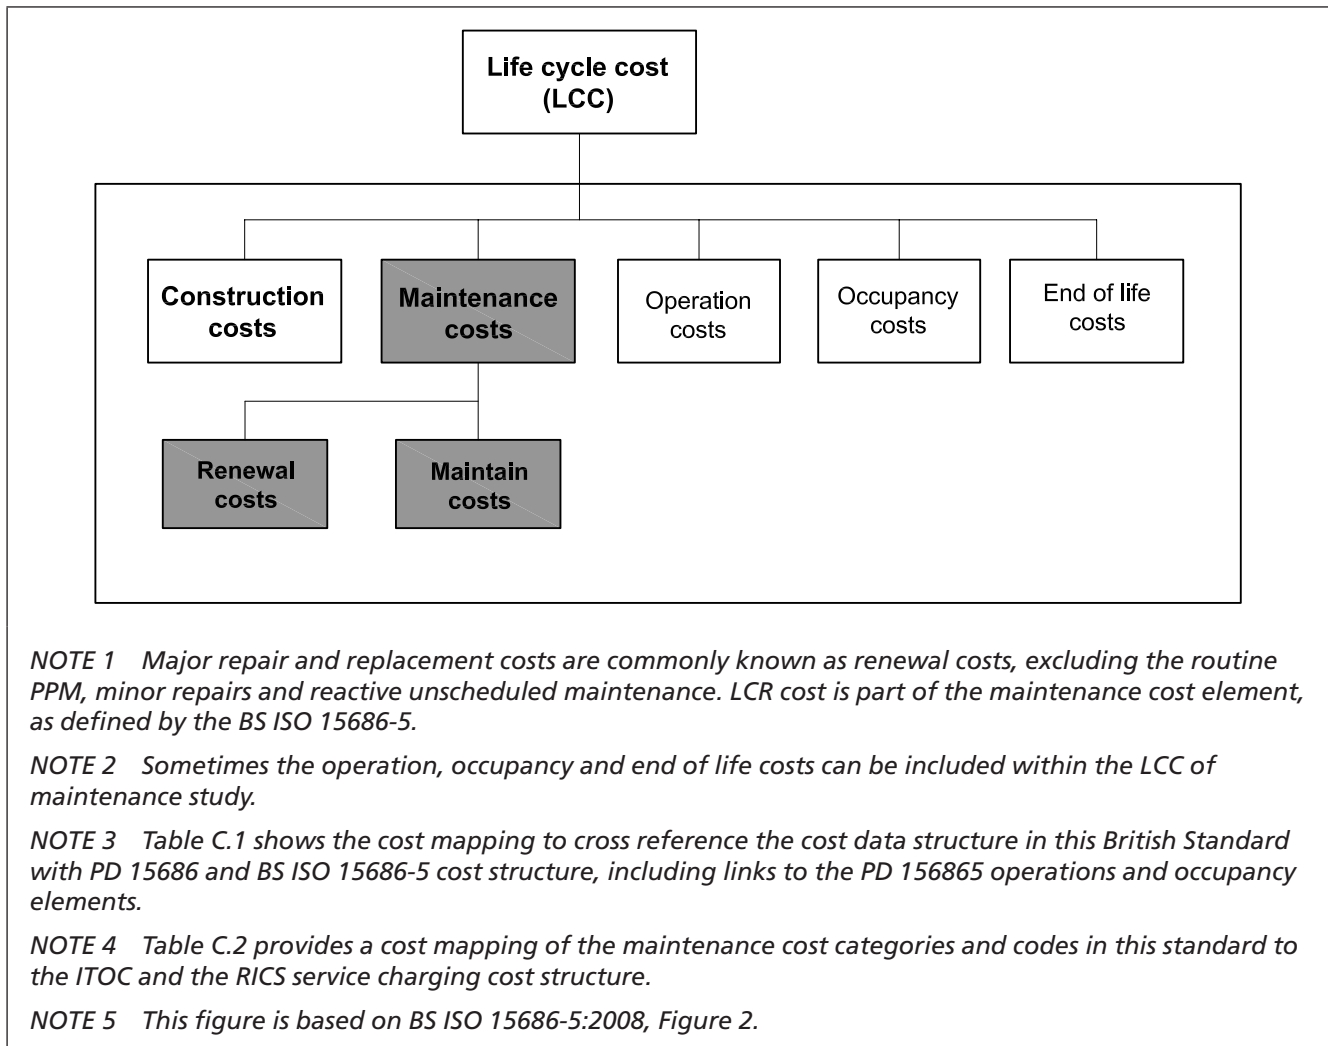 Life cycle cost
(LCC)
Construction
costs
Maintenance
costs
Operation
costs
Occupancy
costs
End of life
costs
Renewal
costs
Maintain
costs
NOTE 1 Major repair and replacement costs are commonly known as renewal costs, excluding the routine
PPM, minor repairs and reactive unscheduled maintenance. LCR cost is part of the maintenance cost element,
as defined by the BS ISO 15686-5.
NOTE 2 Sometimes the operation, occupancy and end of life costs can be included within the LCC of
maintenance study.
NOTE 3 Table C.1 shows the cost mapping to cross reference the cost data structure in this British Standard
with PD 15686 and BS ISO 15686-5 cost structure, including links to the PD 156865 operations and occupancy
elements.
NOTE 4 Table C.2 provides a cost mapping of the maintenance cost categories and codes in this standard to
the ITOC and the RICS service charging cost structure.
NOTE 5 This figure is based on BS ISO 15686-5:2008, Figure 2.